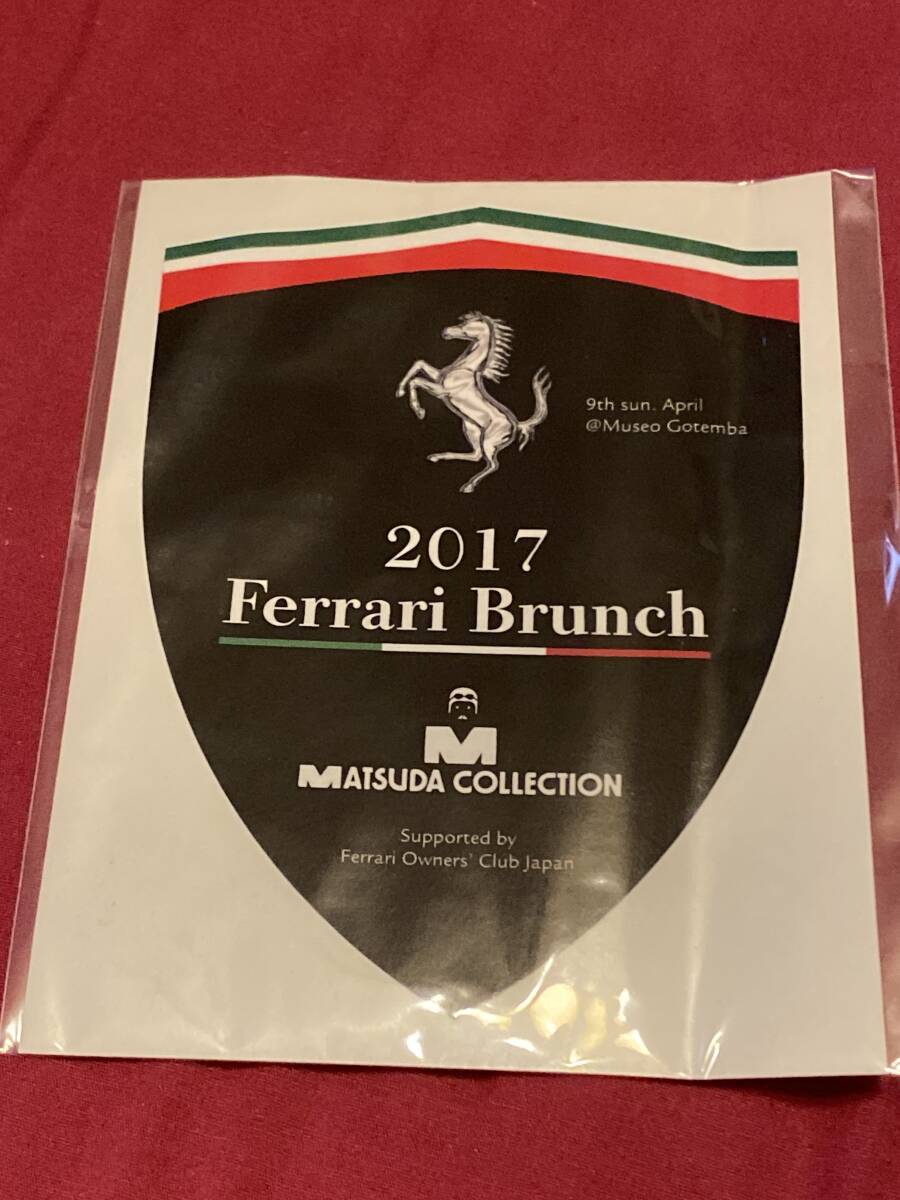 9th sun. April
@Museo Gotemba
2017
Ferrari Brunch
M
MATSUDA COLLECTION
Supported by
Ferrari Owners' Club Japan